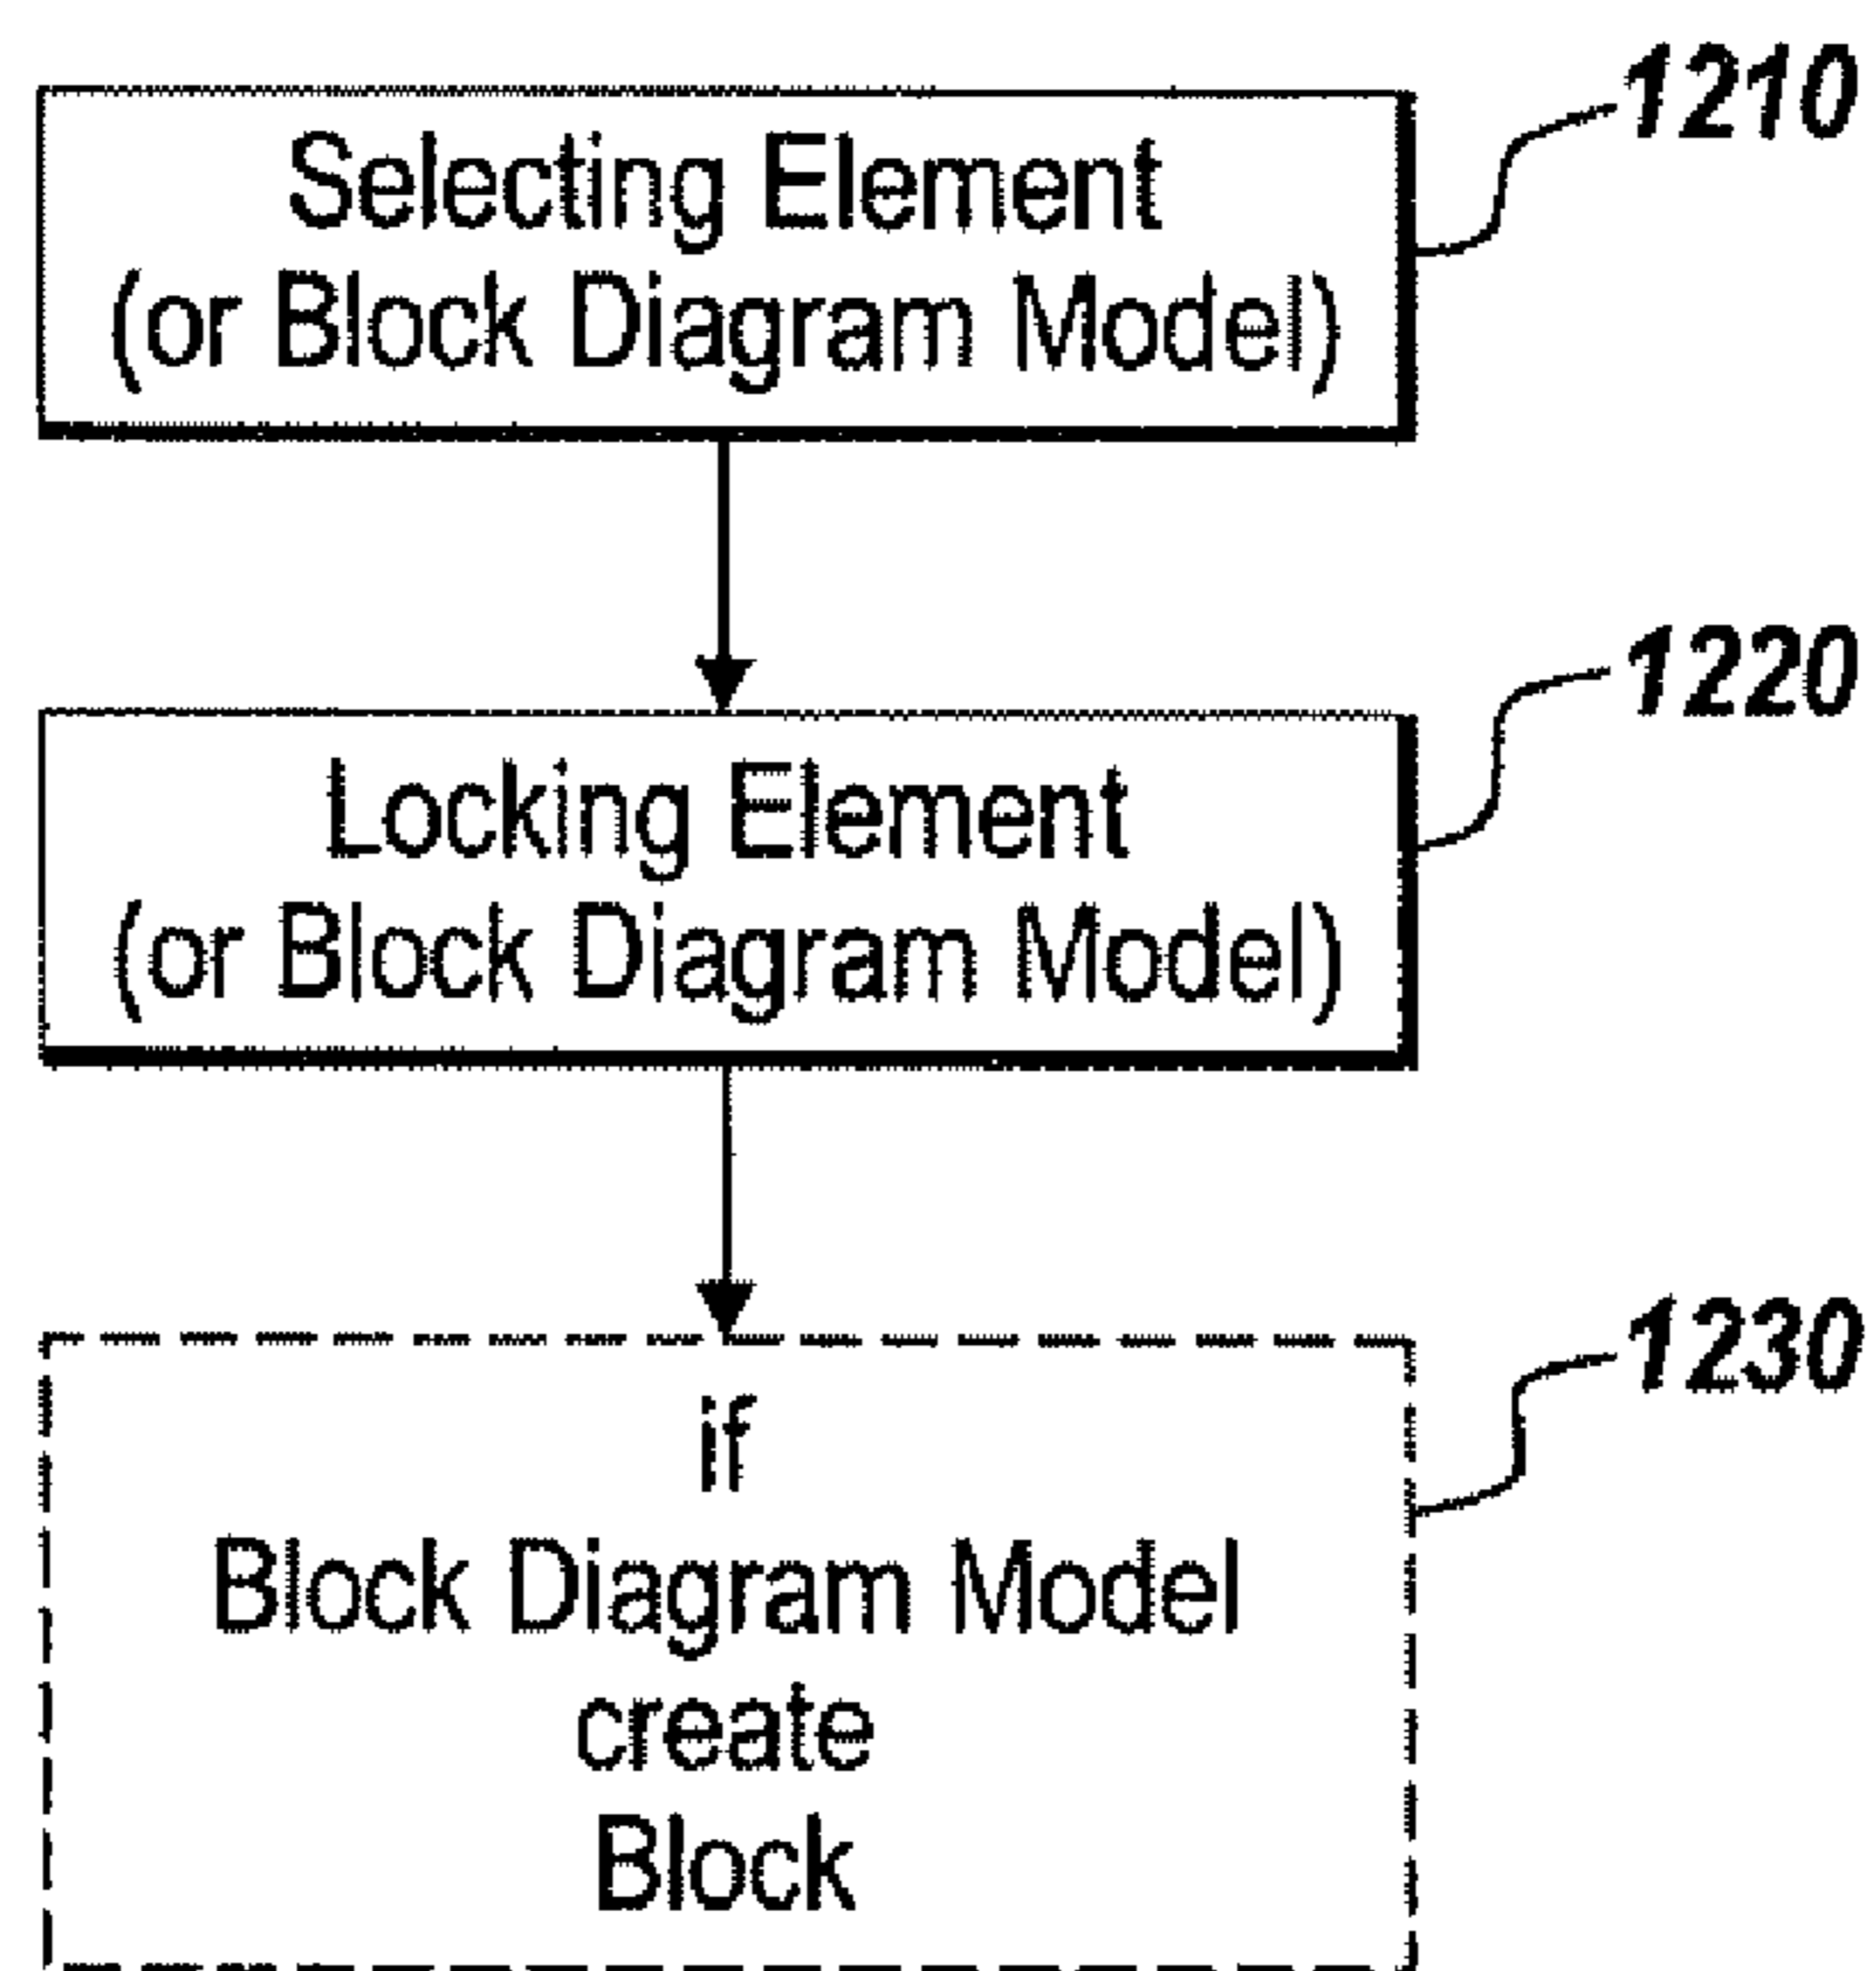 1210
Selecting Element
(or Block Diagram Model)
1220
Locking Element
(or Block Diagram Model)
1230
if
Block Diagram Model
create
Block